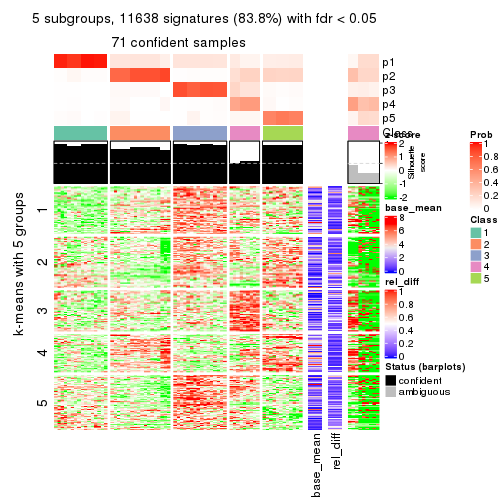 5 subgroups, 11638 signatures (83.8%) with fdr < 0.05
71 confident samples
p1
p2
p3
p4
p5
Class
Silhouette
score
k-means with 5 groups
1
2
3
4
5
base_mean
rel_diff
z-score
2
1
0
-1
-2
base_mean
8
6
4
2
0
rel_diff
1
0.8
0.6
0.4
0.2
0
Status (barplots)
confident
ambiguous
Prob
1
0.8
0.6
0.4
0.2
0
Class
1
2
3
4
5